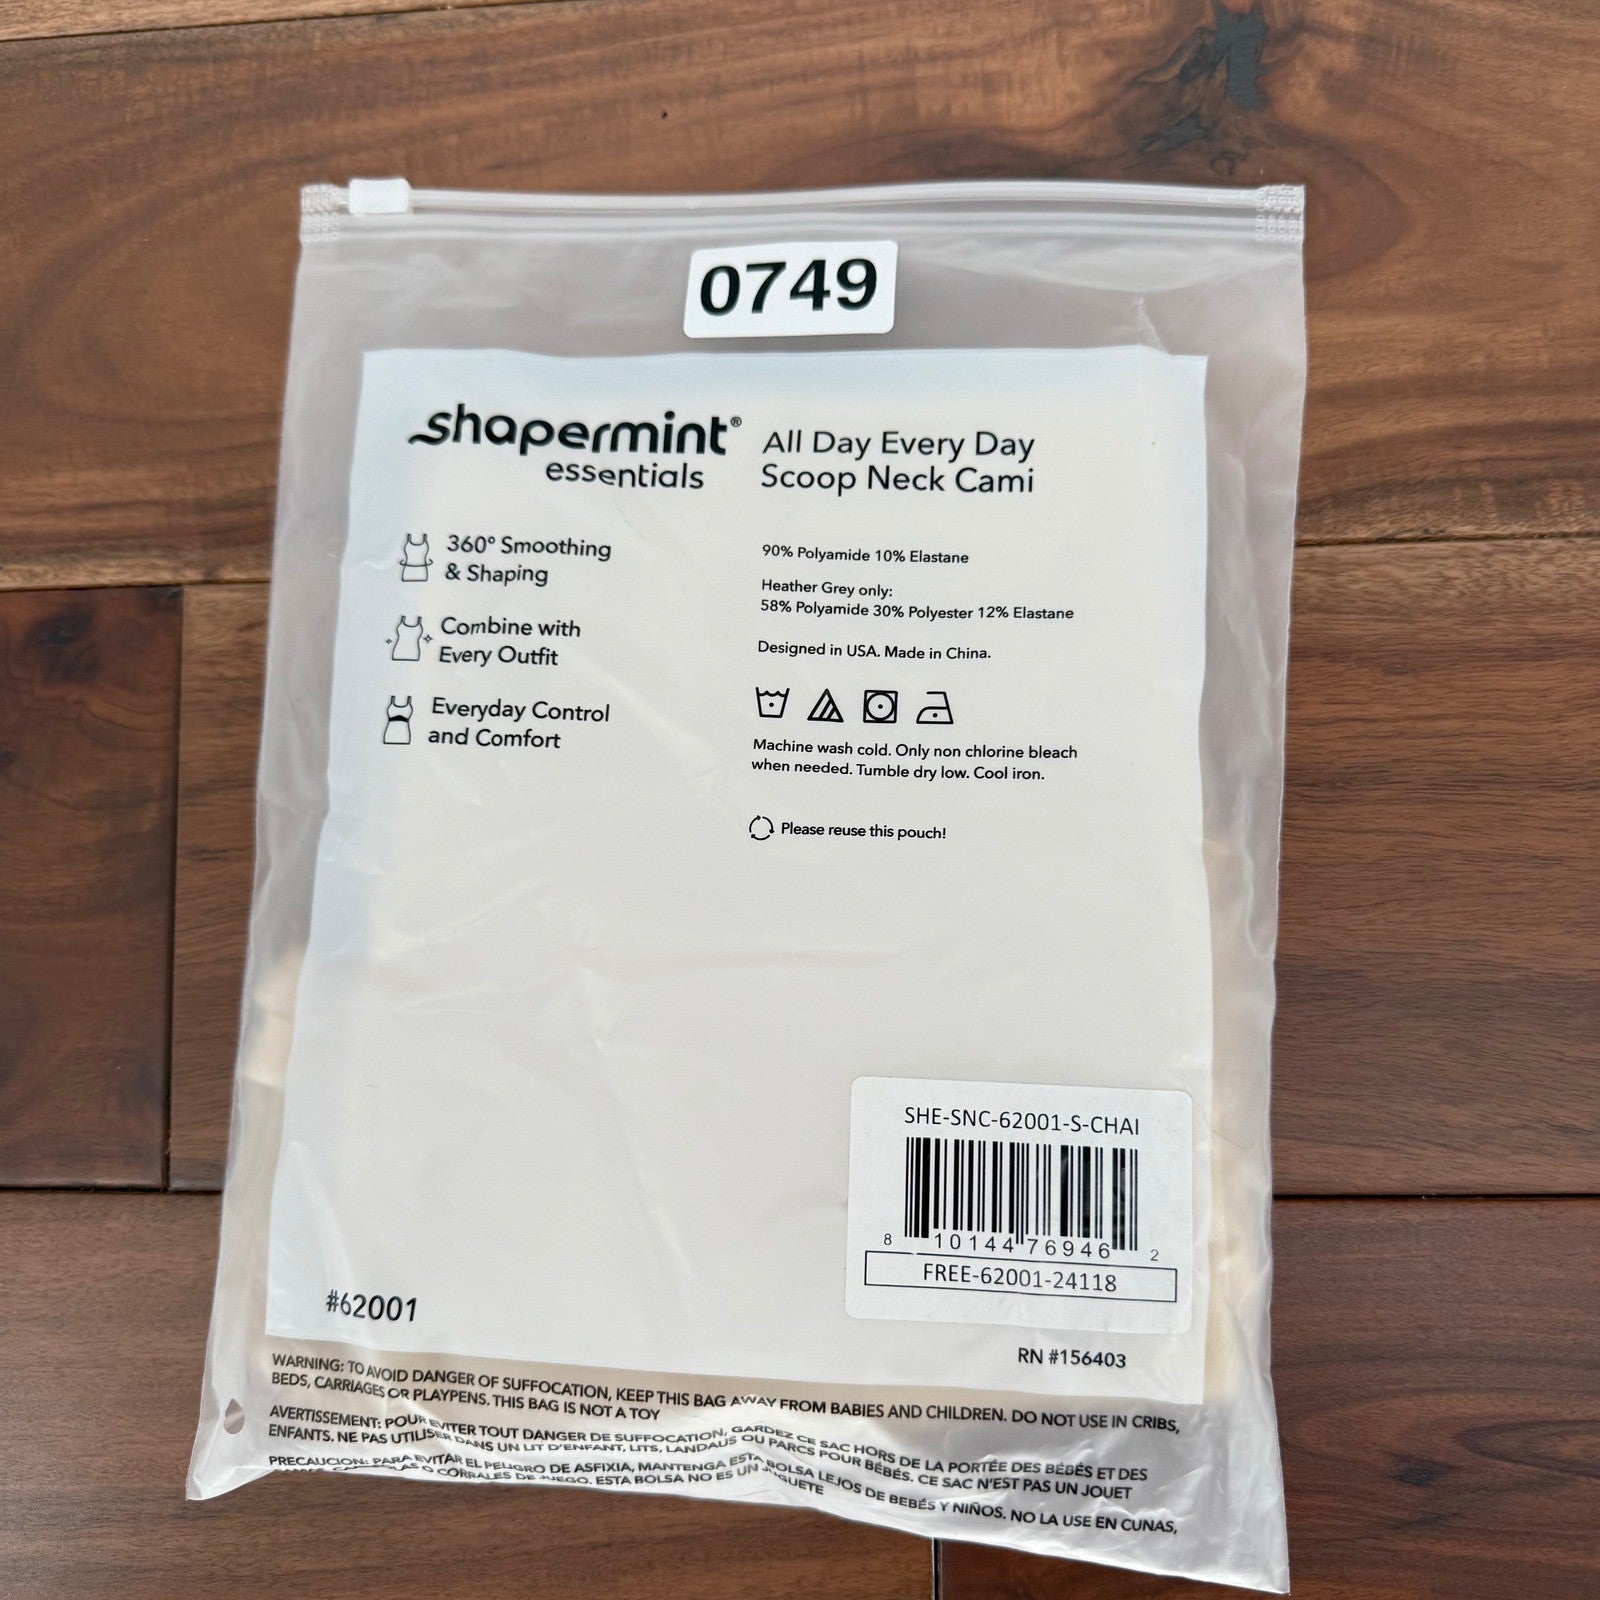 0749
shapermint®
essentials
All Day Every Day
Scoop Neck Cami
360° Smoothing
& Shaping
Combine with
Every Outfit
Everyday Control
and Comfort
90% Polyamide 10% Elastane
Heather Grey only:
58% Polyamide 30% Polyester 12% Elastane
Designed in USA. Made in China.
Machine wash cold. Only non chlorine bleach
when needed. Tumble dry low. Cool iron.
Please reuse this pouch!
SHE-SNC-62001-S-CHAI
8 10144 76946 2
FREE-62001-24118
#62001
RN #156403
WARNING: TO AVOID DANGER OF SUFFOCATION, KEEP THIS BAG AWAY FROM BABIES AND CHILDREN. DO NOT USE IN CRIBS,
BEDS, CARRIAGES OR PLAYPENS. THIS BAG IS NOT A TOY
AVERTISSEMENT: POUR EVITER TOUT DANGER DE SUFFOCATION, GARDEZ CE SAC HORS DE LA PORTÉE DES BÉBÉS ET DES
ENFANTS. NE PAS UTILISER DANS UN LIT D'ENFANT, LITS, LANDAUS OU PARCS POUR BÉBÉS. CE SAC N'EST PAS UN JOUET
PRECAUCION: PARA EVITAR EL PELIGRO DE ASFIXIA, MANTENGA ESTA BOLSA LEJOS DE BEBÉS Y NIÑOS. NO LA USE EN CUNAS,
O CORRALES DE JUEGO. ESTA BOLSA NO ES UN JUGUETE